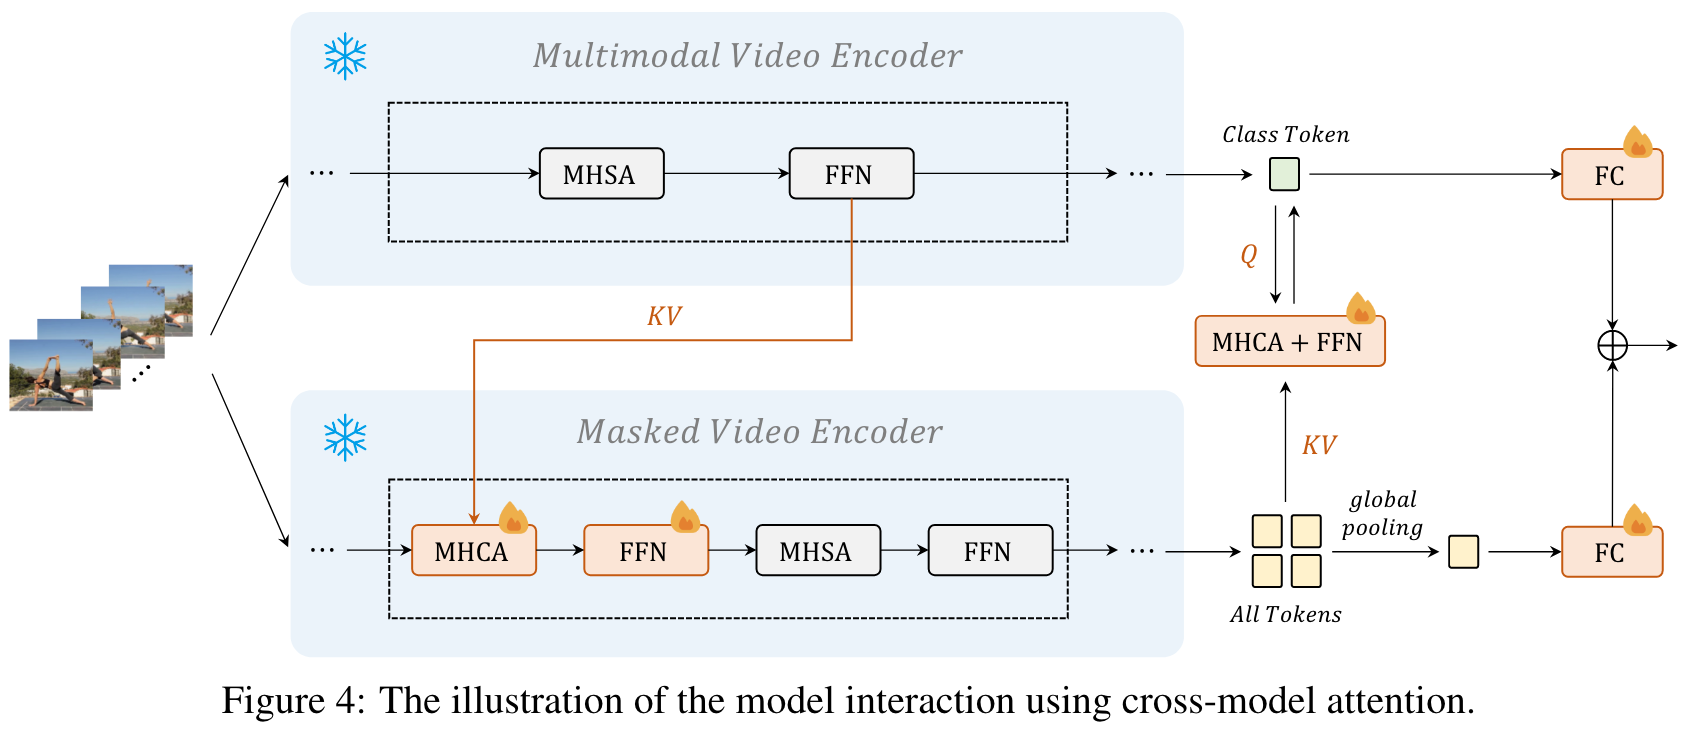 Multimodal Video Encoder
... MHSA FFN ...
Class Token
FC
Q
KV
MHCA + FFN
...
Masked Video Encoder
KV
... MHCA FFN MHSA FFN ...
global
pooling
FC
All Tokens
Figure 4: The illustration of the model interaction using cross-model attention.